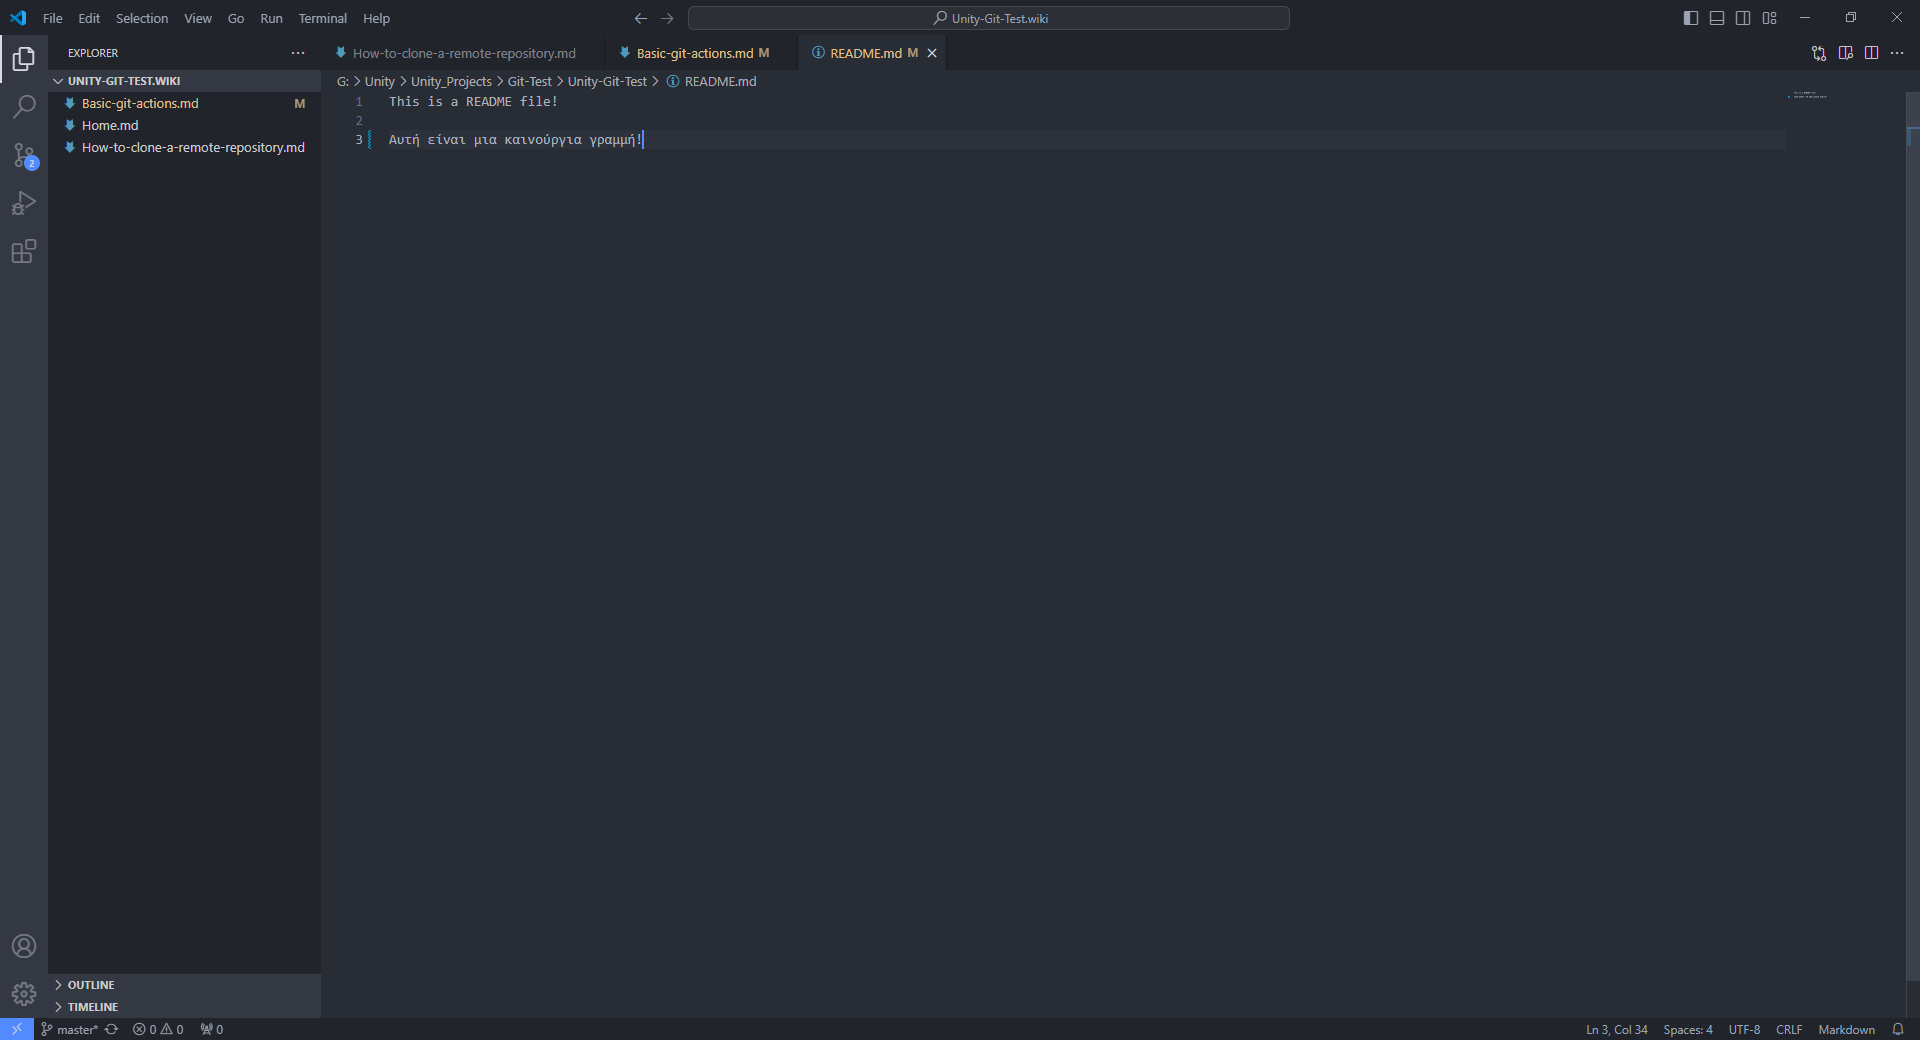 File Edit Selection View Go Run Terminal Help
Unity-Git-Test.wiki
EXPLORER
How-to-clone-a-remote-repository.md
Basic-git-actions.md M
README.md M
UNITY-GIT-TEST.WIKI
G: > Unity > Unity_Projects > Git-Test > Unity-Git-Test > README.md
Basic-git-actions.md M
Home.md
How-to-clone-a-remote-repository.md
2
1 This is a README file!
2
3 Αυτή είναι μια καινούργια γραμμή!
OUTLINE
TIMELINE
master* 0 0 0
Ln 3, Col 34 Spaces: 4 UTF-8 CRLF Markdown